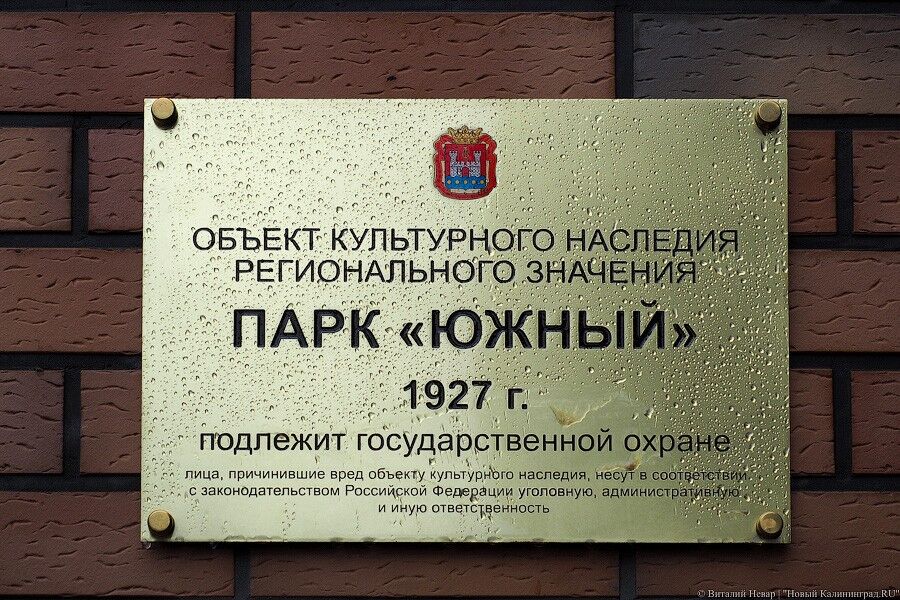 ОБЪЕКТ КУЛЬТУРНОГО НАСЛЕДИЯ
РЕГИОНАЛЬНОГО ЗНАЧЕНИЯ
ПАРК «ЮЖНЫЙ»
1927 г.
подлежит государственной охране
лица, причинившие вред объекту культурного наследия, несут в соответствии
с законодательством Российской Федерации уголовную, административную
и иную ответственность
© Виталий Невар | "Новый Калининград.RU"